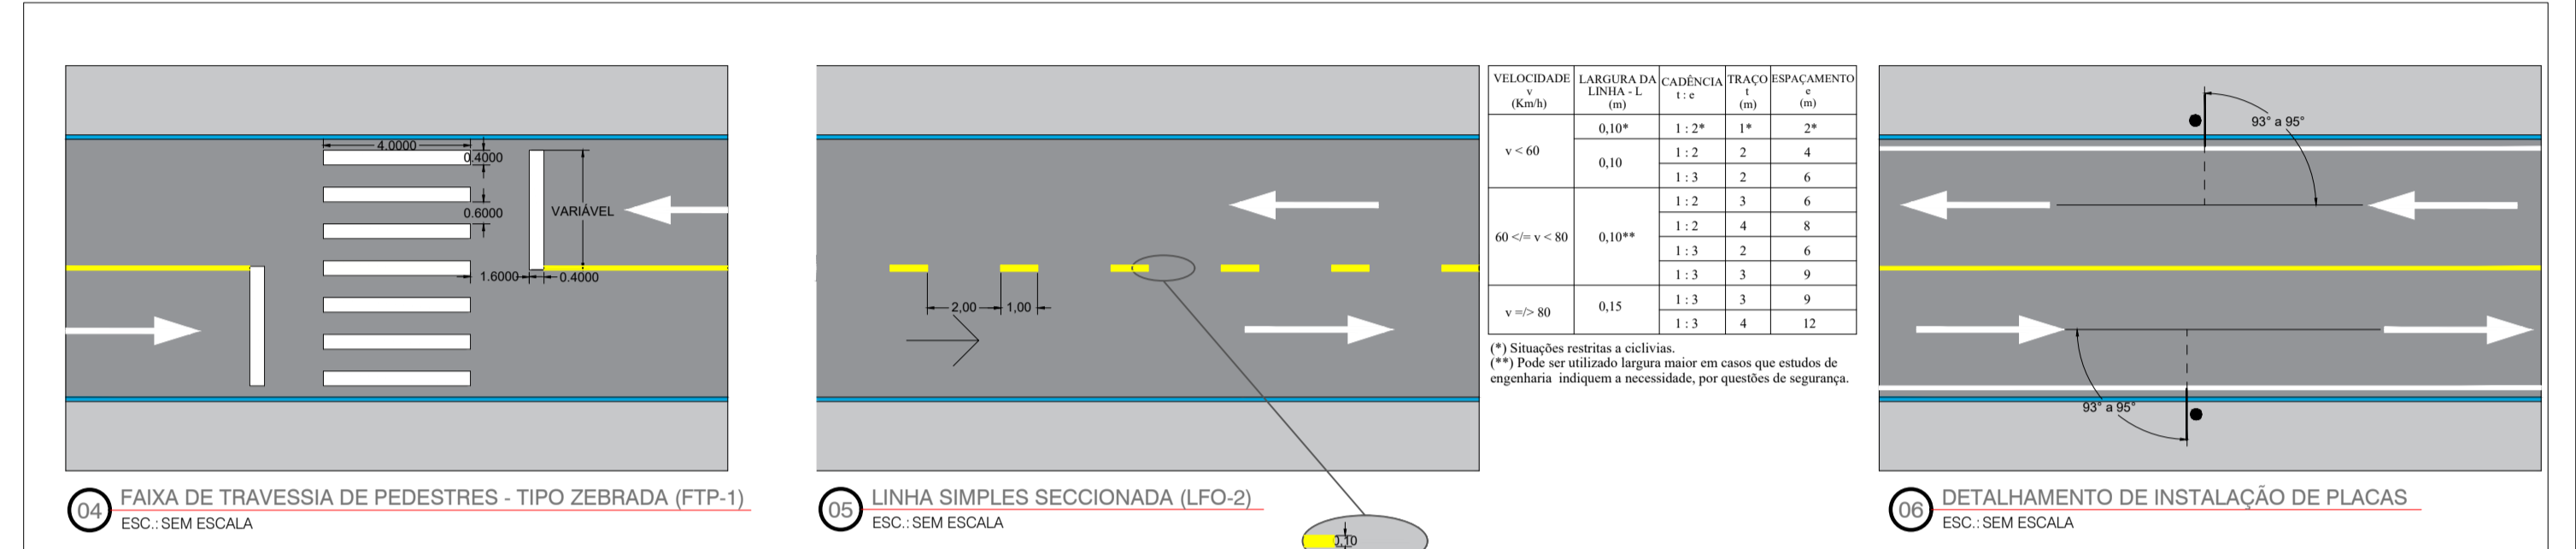 4.0000
0.4000
0.6000
VARIÁVEL
1.6000
0.4000
04
FAIXA DE TRAVESSIA DE PEDESTRES - TIPO ZEBRADA (FTP-1)
ESC.: SEM ESCALA
2,00
1,00
0,10
05
LINHA SIMPLES SECCIONADA (LFO-2)
ESC.: SEM ESCALA
VELOCIDADE v (Km/h) LARGURA DA LINHA - L (m) CADÊNCIA t : e TRAÇO t (m) ESPAÇAMENTO e (m)
v < 60 0,10* 1 : 2* 1* 2*
0,10 1 : 2 2 4
1 : 3 2 6
60 </= v < 80 0,10** 1 : 2 3 6
1 : 2 4 8
1 : 3 2 6
1 : 3 3 9
v =/> 80 0,15 1 : 3 3 9
1 : 3 4 12
(*) Situações restritas a ciclivias.
(**) Pode ser utilizado largura maior em casos que estudos de
engenharia indiquem a necessidade, por questões de segurança.
93° a 95°
93° a 95°
06
DETALHAMENTO DE INSTALAÇÃO DE PLACAS
ESC.: SEM ESCALA